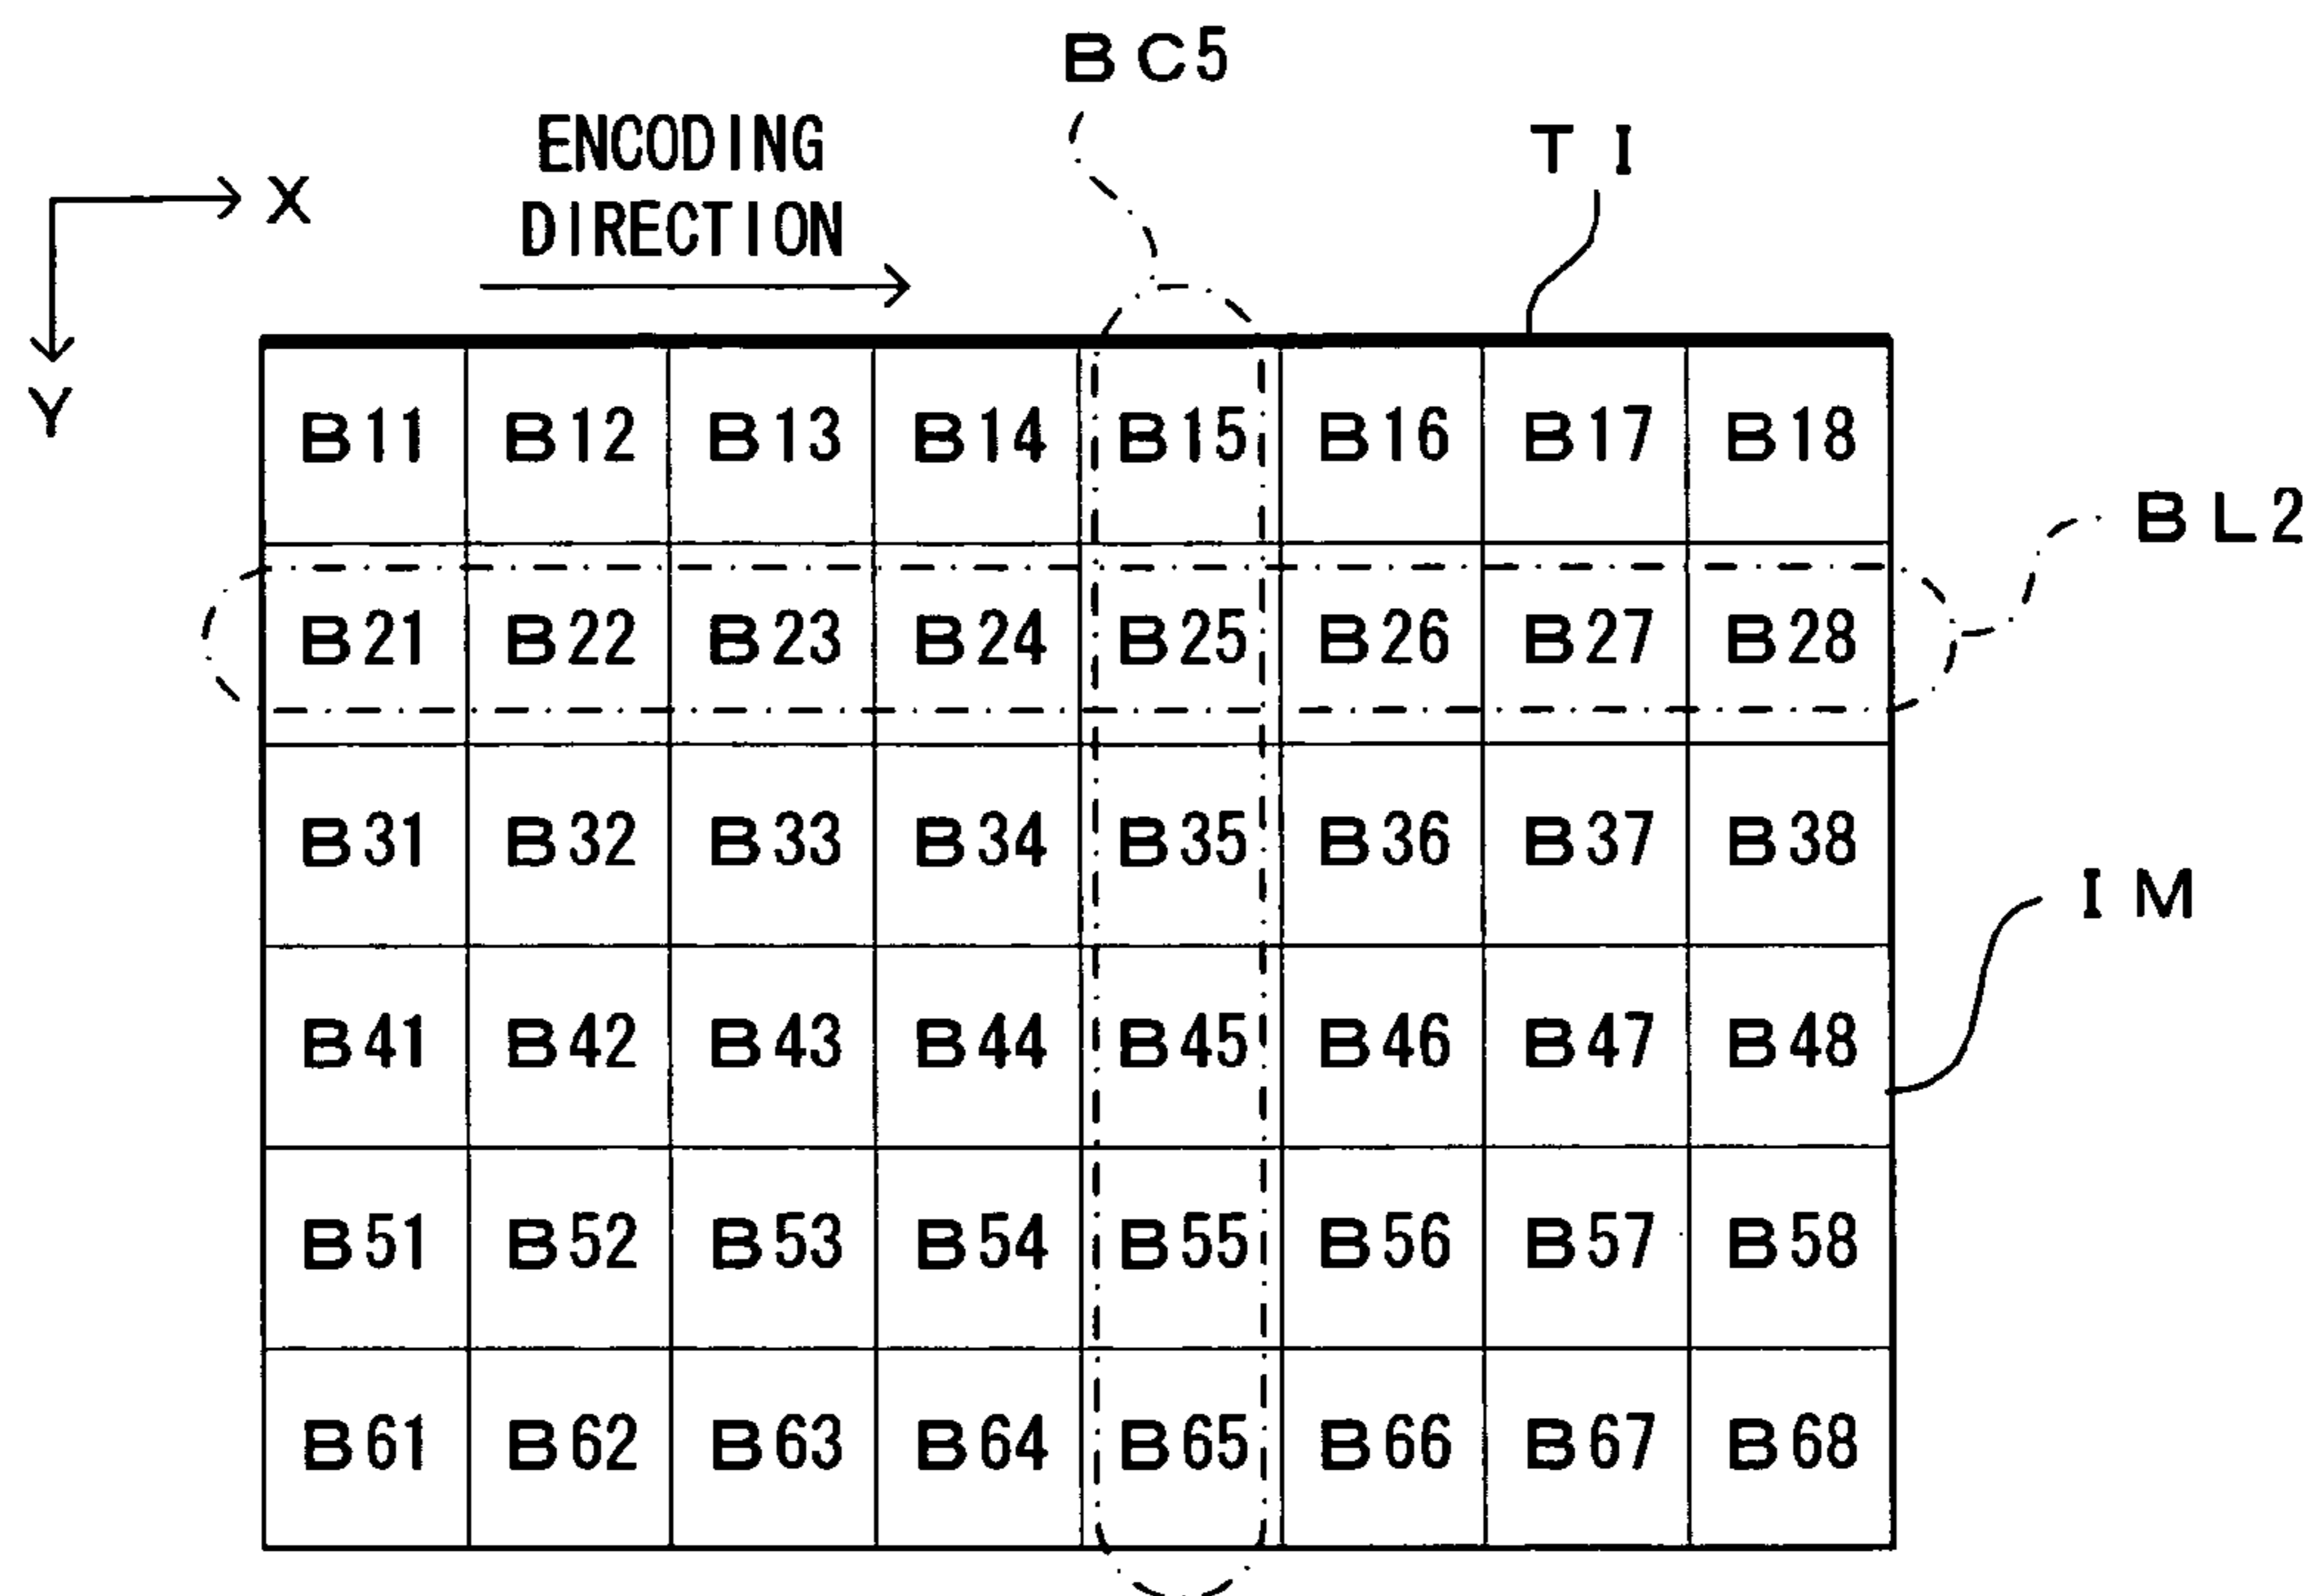 BC5
ENCODING
DIRECTION
TI
X
Y
B11 B12 B13 B14 B15 B16 B17 B18
BL2
B21 B22 B23 B24 B25 B26 B27 B28
B31 B32 B33 B34 B35 B36 B37 B38
IM
B41 B42 B43 B44 B45 B46 B47 B48
B51 B52 B53 B54 B55 B56 B57 B58
B61 B62 B63 B64 B65 B66 B67 B68